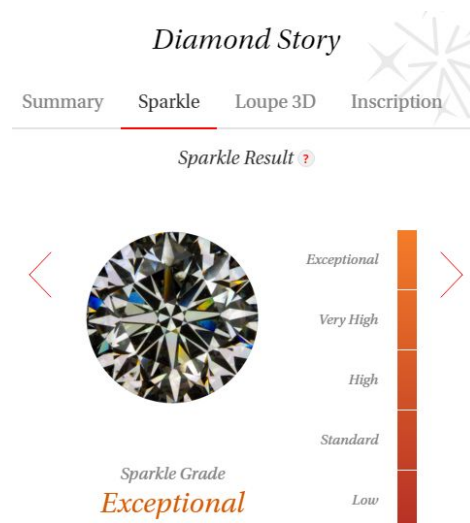 Diamond Story
Summary Sparkle Loupe 3D Inscription
Sparkle Result ?
Exceptional
Very High
High
Standard
Low
Sparkle Grade
Exceptional